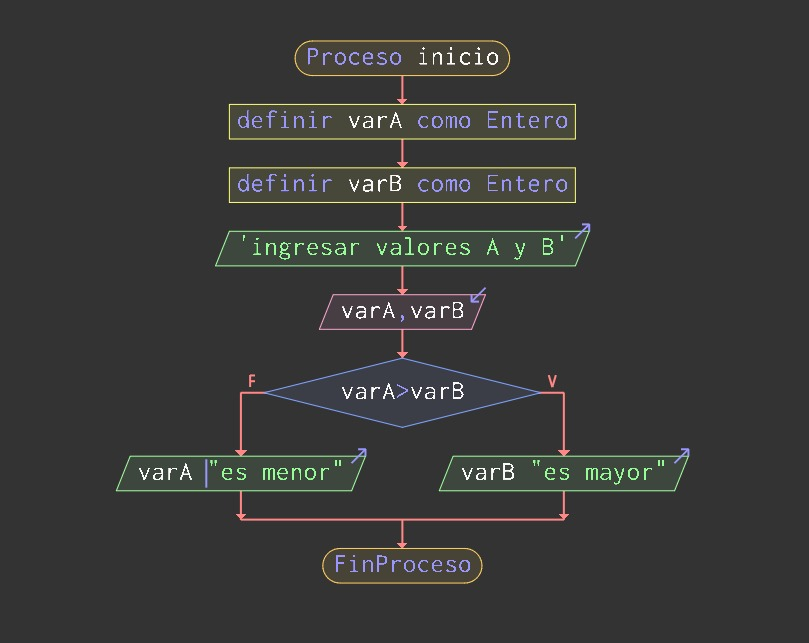 Proceso inicio
definir varA como Entero
definir varB como Entero
'ingresar valores A y B'
varA,varB
F
varA>varB
V
varA "es menor"
varB "es mayor"
FinProceso